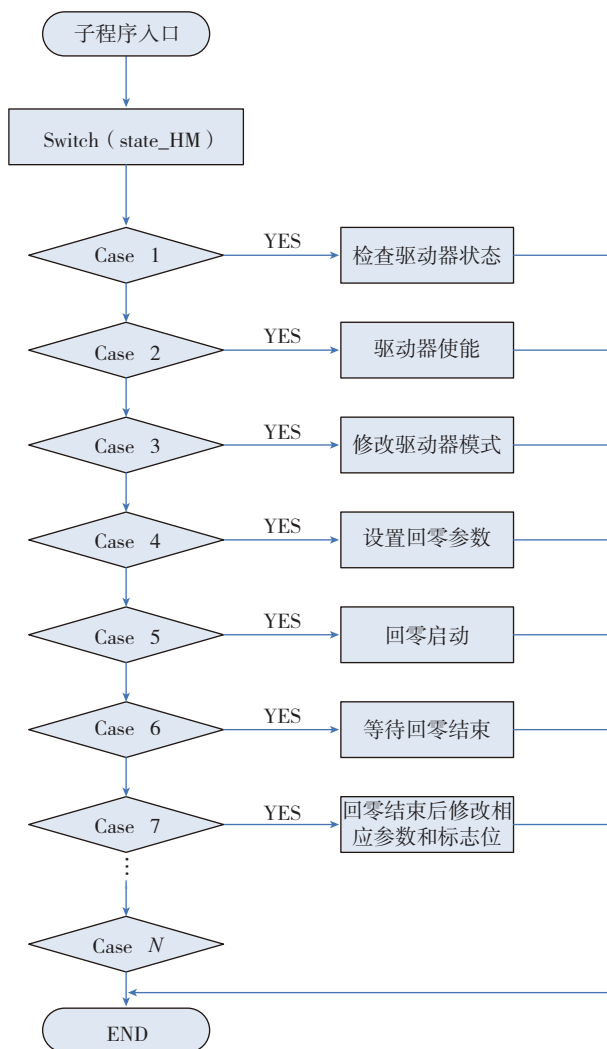 子程序入口
Switch（state_HM）
Case 1
YES
检查驱动器状态
Case 2
YES
驱动器使能
Case 3
YES
修改驱动器模式
Case 4
YES
设置回零参数
Case 5
YES
回零启动
Case 6
YES
等待回零结束
Case 7
YES
回零结束后修改相
应参数和标志位
Case N
END